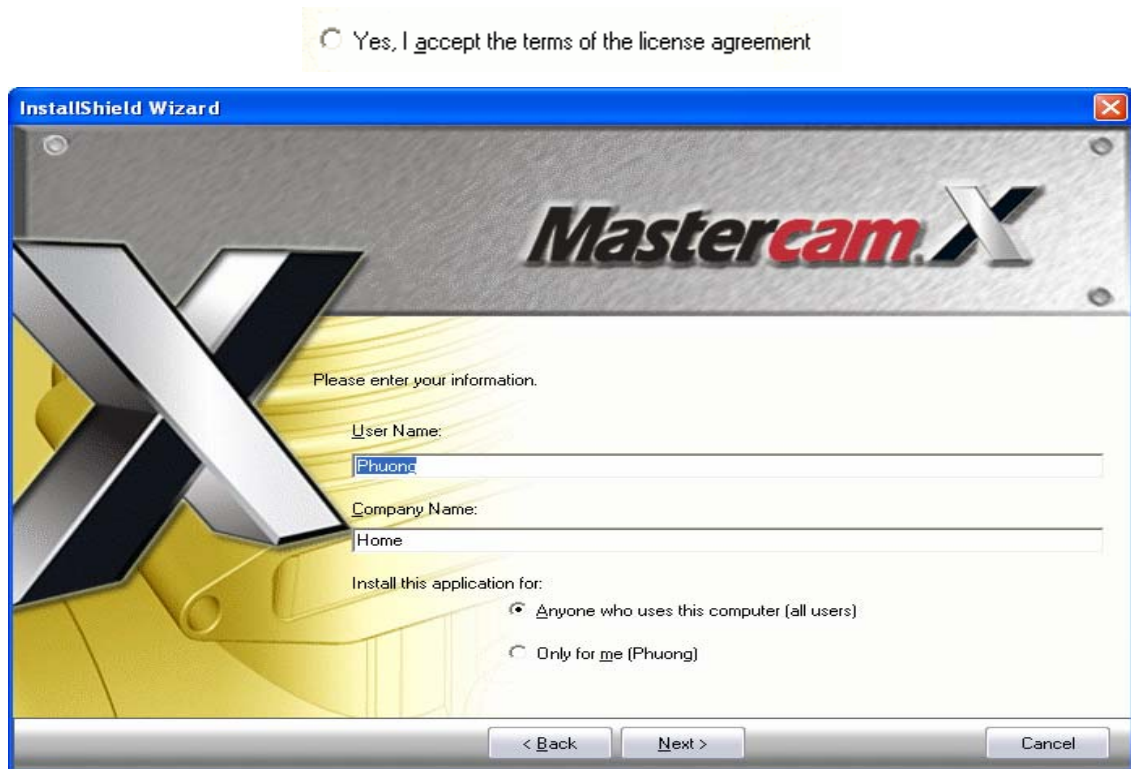 Yes, I accept the terms of the license agreement
InstallShield Wizard
Mastercam.X
Please enter your information.
User Name:
Phuong
Company Name:
Home
Install this application for:
Anyone who uses this computer (all users)
Only for me (Phuong)
< Back Next > Cancel